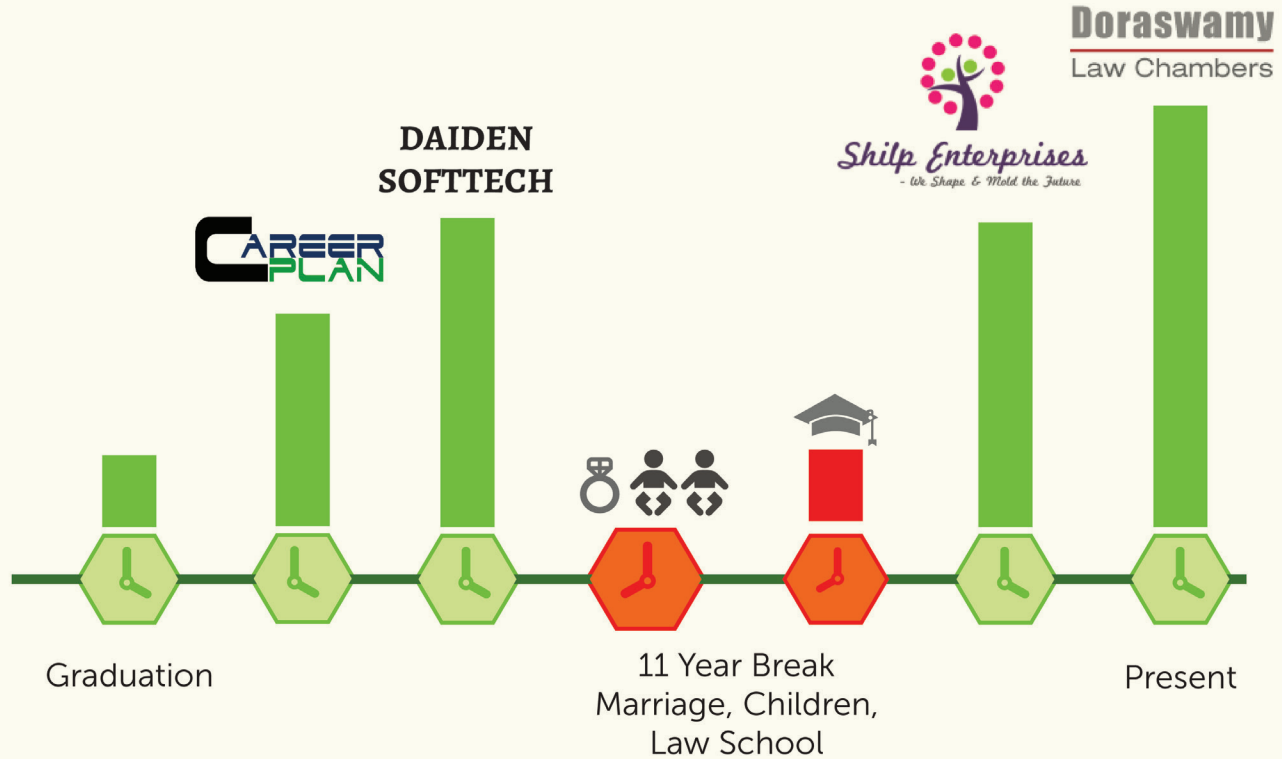 Doraswamy
Law Chambers
DAIDEN
SOFTTECH
Shilp Enterprises
- We Shape & Mold the Future
CAREER
PLAN
Graduation
11 Year Break
Marriage, Children,
Law School
Present